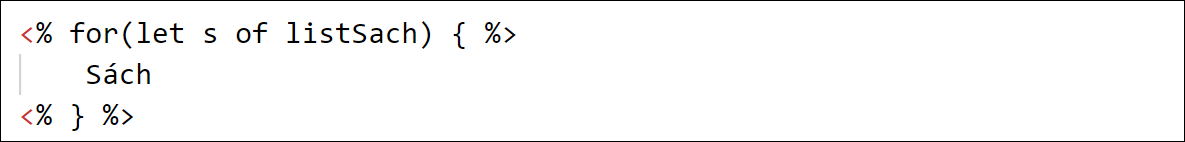 <% for(let s of listSach) { %>
Sách
<% } %>